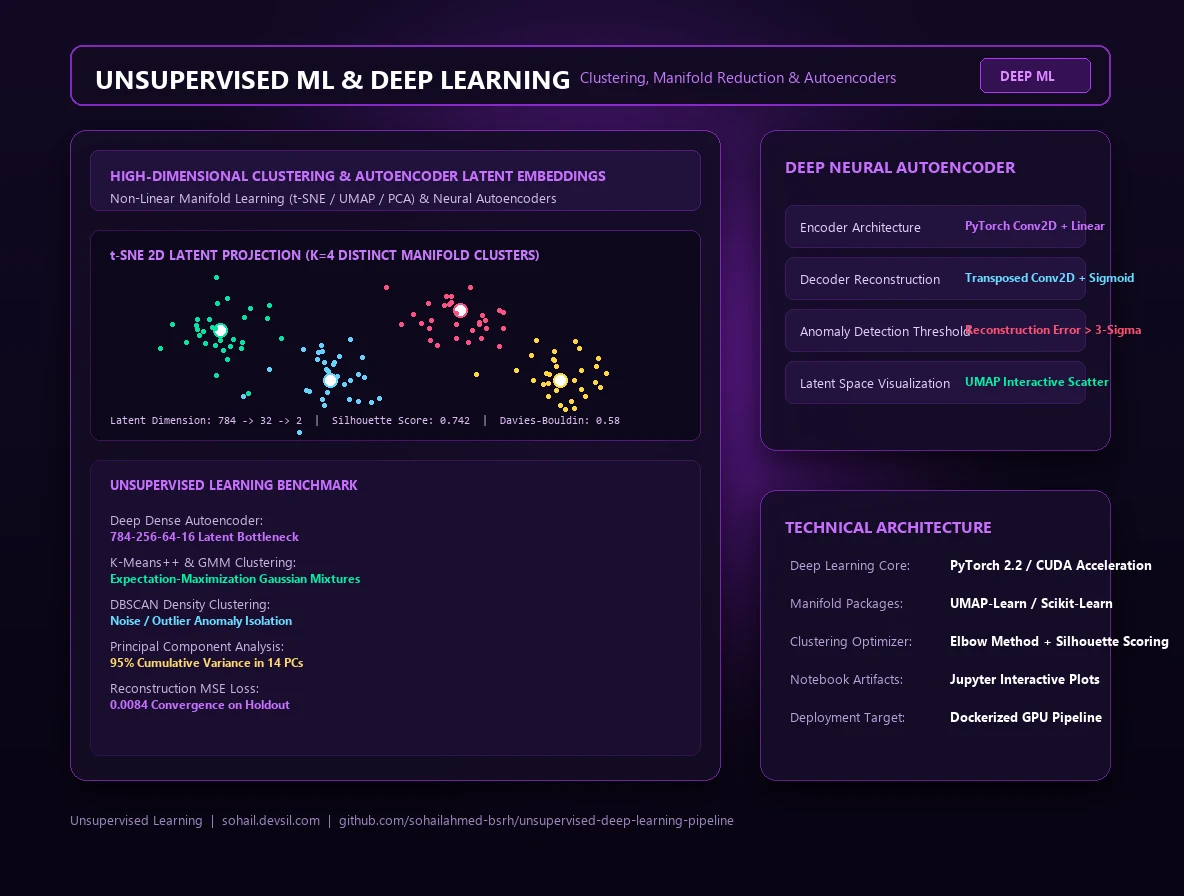 UNSUPERVISED ML & DEEP LEARNING Clustering, Manifold Reduction & Autoencoders DEEP ML
HIGH-DIMENSIONAL CLUSTERING & AUTOENCODER LATENT EMBEDDINGS
Non-Linear Manifold Learning (t-SNE / UMAP / PCA) & Neural Autoencoders
t-SNE 2D LATENT PROJECTION (K=4 DISTINCT MANIFOLD CLUSTERS)
Latent Dimension: 784 -> 32 -> 2 | Silhouette Score: 0.742 | Davies-Bouldin: 0.58
UNSUPERVISED LEARNING BENCHMARK
Deep Dense Autoencoder:
784-256-64-16 Latent Bottleneck
K-Means++ & GMM Clustering:
Expectation-Maximization Gaussian Mixtures
DBSCAN Density Clustering:
Noise / Outlier Anomaly Isolation
Principal Component Analysis:
95% Cumulative Variance in 14 PCs
Reconstruction MSE Loss:
0.0084 Convergence on Holdout
DEEP NEURAL AUTOENCODER
Encoder Architecture PyTorch Conv2D + Linear
Decoder Reconstruction Transposed Conv2D + Sigmoid
Anomaly Detection Threshold Reconstruction Error > 3-Sigma
Latent Space Visualization UMAP Interactive Scatter
TECHNICAL ARCHITECTURE
Deep Learning Core: PyTorch 2.2 / CUDA Acceleration
Manifold Packages: UMAP-Learn / Scikit-Learn
Clustering Optimizer: Elbow Method + Silhouette Scoring
Notebook Artifacts: Jupyter Interactive Plots
Deployment Target: Dockerized GPU Pipeline
Unsupervised Learning | sohail.devsil.com | github.com/sohailahmed-bsrh/unsupervised-deep-learning-pipeline